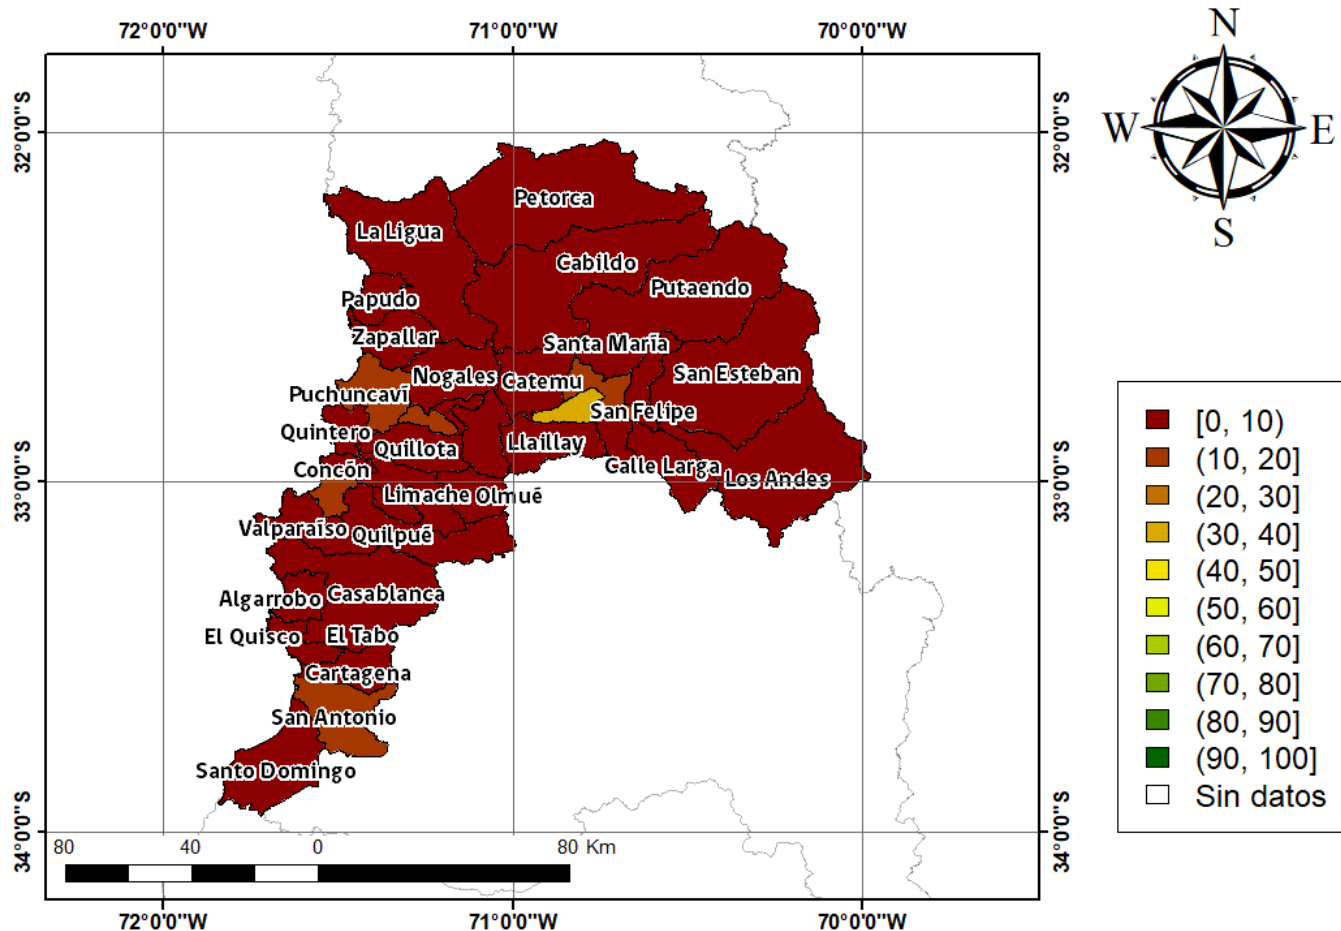 72°0'0"W 71°0'0"W 70°0'0"W
N
W E
S
32°0'0"S 32°0'0"S
Petorca
La Ligua
Cabildo
Putaendo
Papudo
Zapallar Santa María
Nogales Catemu San Esteban
Puchuncaví
San Felipe
Quintero Quillota Llaillay
Concón Calle Larga Los Andes
33°0'0"S 33°0'0"S
Limache Olmué
Valparaíso Quilpué
Algarrobo Casablanca
El Quisco El Tabo
Cartagena
San Antonio
Santo Domingo
34°0'0"S 34°0'0"S
80 40 0 80 Km
72°0'0"W 71°0'0"W 70°0'0"W
[0, 10)
(10, 20]
(20, 30]
(30, 40]
(40, 50]
(50, 60]
(60, 70]
(70, 80]
(80, 90]
(90, 100]
Sin datos